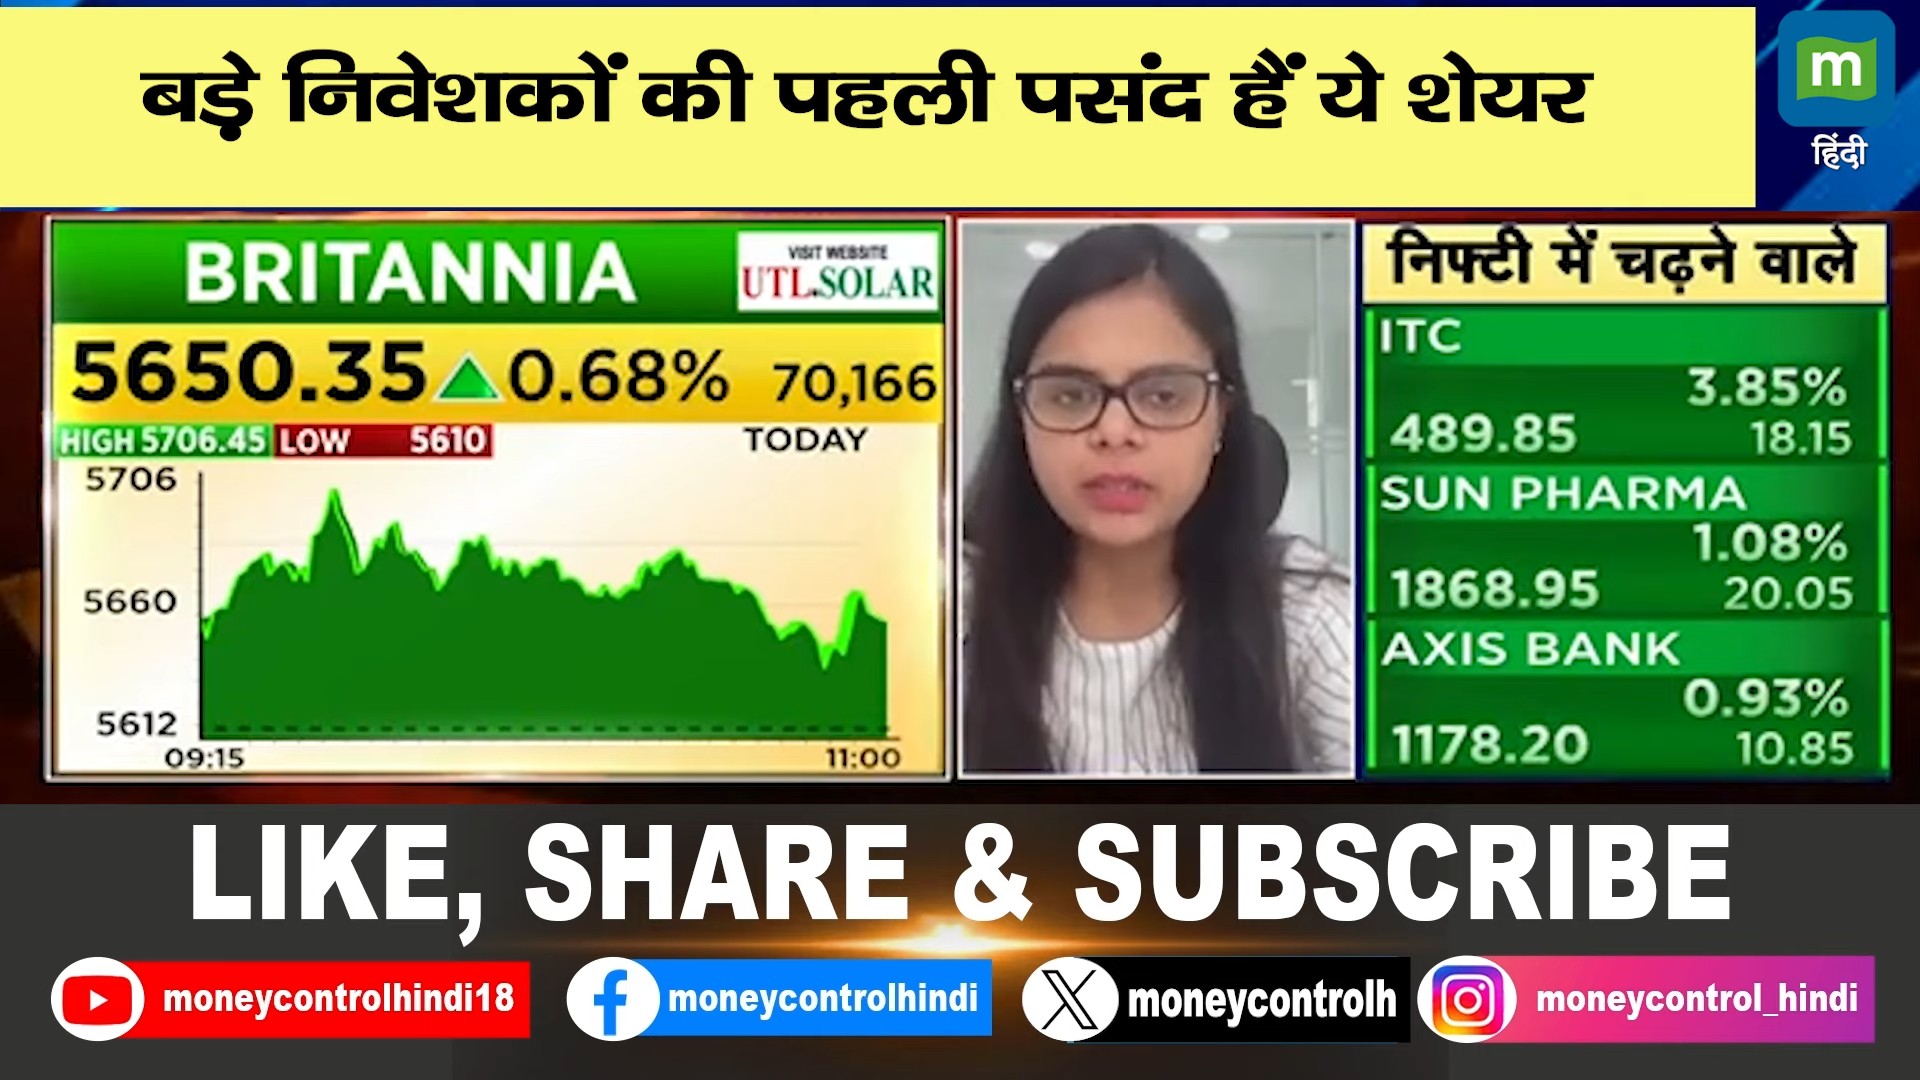 बड़े निवेशकों की पहली पसंद हैं ये शेयर
m
हिंदी
BRITANNIA
VISIT WEBSITE
UTL.SOLAR
5650.35 0.68% 70,166
HIGH 5706.45 LOW 5610
TODAY
5706
5660
5612
09:15 11:00
निफ्टी में चढ़ने वाले
ITC
3.85%
489.85 18.15
SUN PHARMA
1.08%
1868.95 20.05
AXIS BANK
0.93%
1178.20 10.85
LIKE, SHARE & SUBSCRIBE
moneycontrolhindi18
moneycontrolhindi
moneycontrolh
moneycontrol_hindi